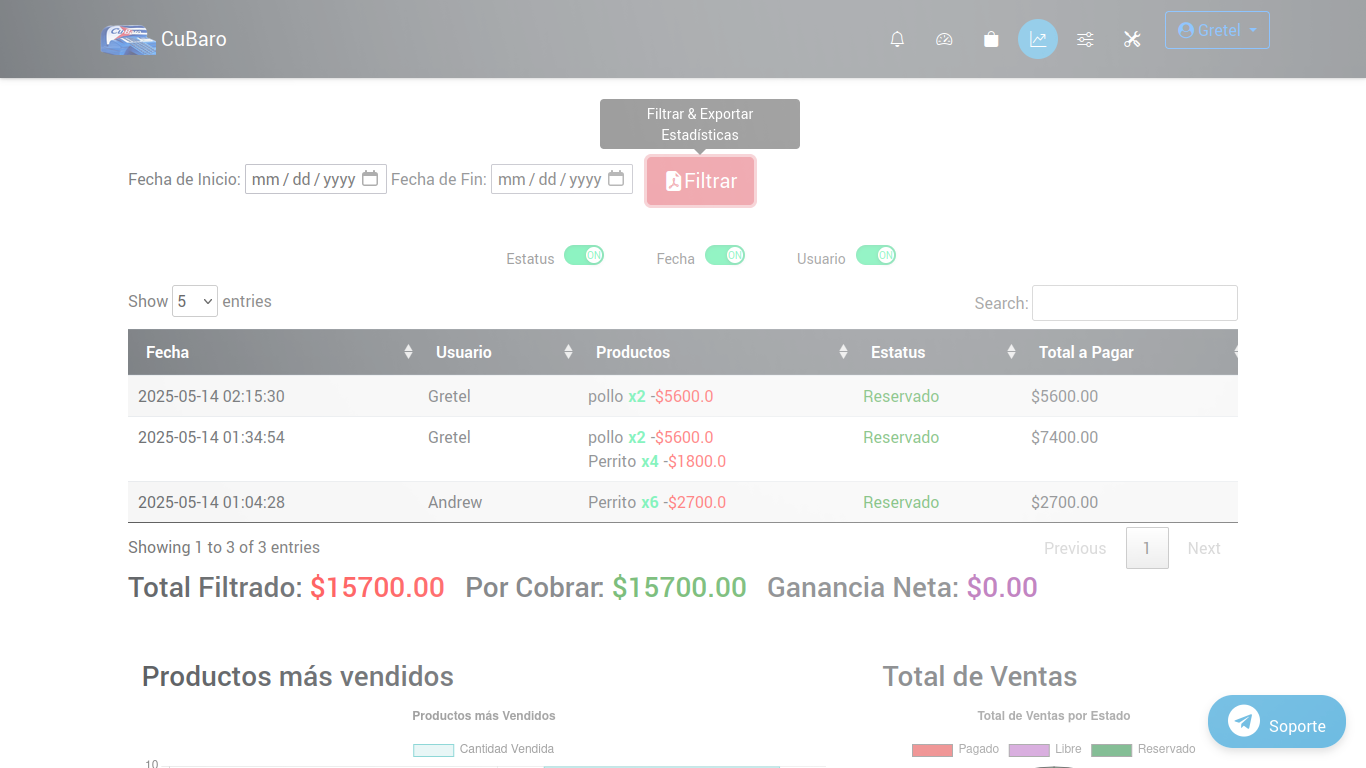 CuBaro
Gretel
Filtrar & Exportar
Estadísticas
Fecha de Inicio: mm/dd/yyyy Fecha de Fin: mm/dd/yyyy Filtrar
Estatus ON Fecha ON Usuario ON
Show 5 entries Search:
Fecha Usuario Productos Estatus Total a Pagar
2025-05-14 02:15:30 Gretel pollo x2 -$5600.0 Reservado $5600.00
2025-05-14 01:34:54 Gretel pollo x2 -$5600.0 Reservado $7400.00
Perrito x4 -$1800.0
2025-05-14 01:04:28 Andrew Perrito x6 -$2700.0 Reservado $2700.00
Showing 1 to 3 of 3 entries Previous 1 Next
Total Filtrado: $15700.00 Por Cobrar: $15700.00 Ganancia Neta: $0.00
Productos más vendidos Total de Ventas
Productos más Vendidos Total de Ventas por Estado
Cantidad Vendida Pagado Libre Reservado
10
Soporte